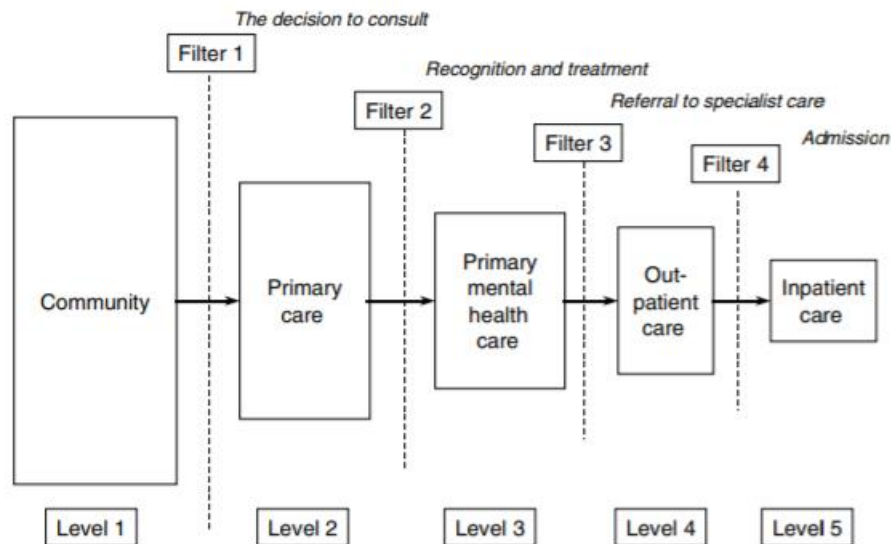 The decision to consult
Filter 1
Recognition and treatment
Filter 2
Referral to specialist care
Filter 3
Admission
Filter 4
Community
Primary
care
Primary
mental
health
care
Out-
patient
care
Inpatient
care
Level 1
Level 2
Level 3
Level 4
Level 5